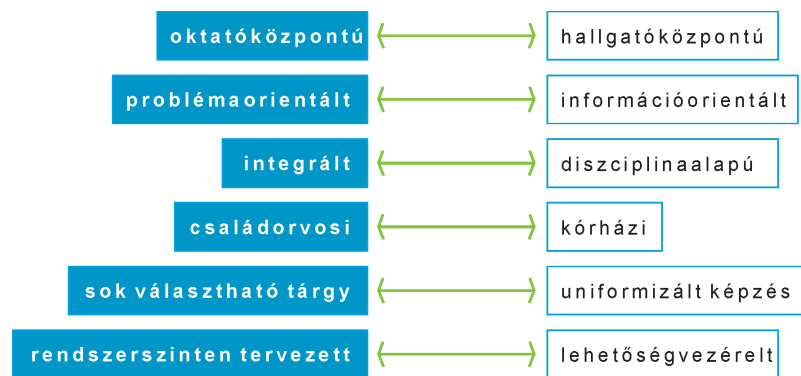 oktatóközpontú hallgatóközpontú
problémaorientált információorientált
integrált diszciplinaalapú
családorvosi kórházi
sok választható tárgy uniformizált képzés
rendszerszinten tervezett lehetőségvezérelt